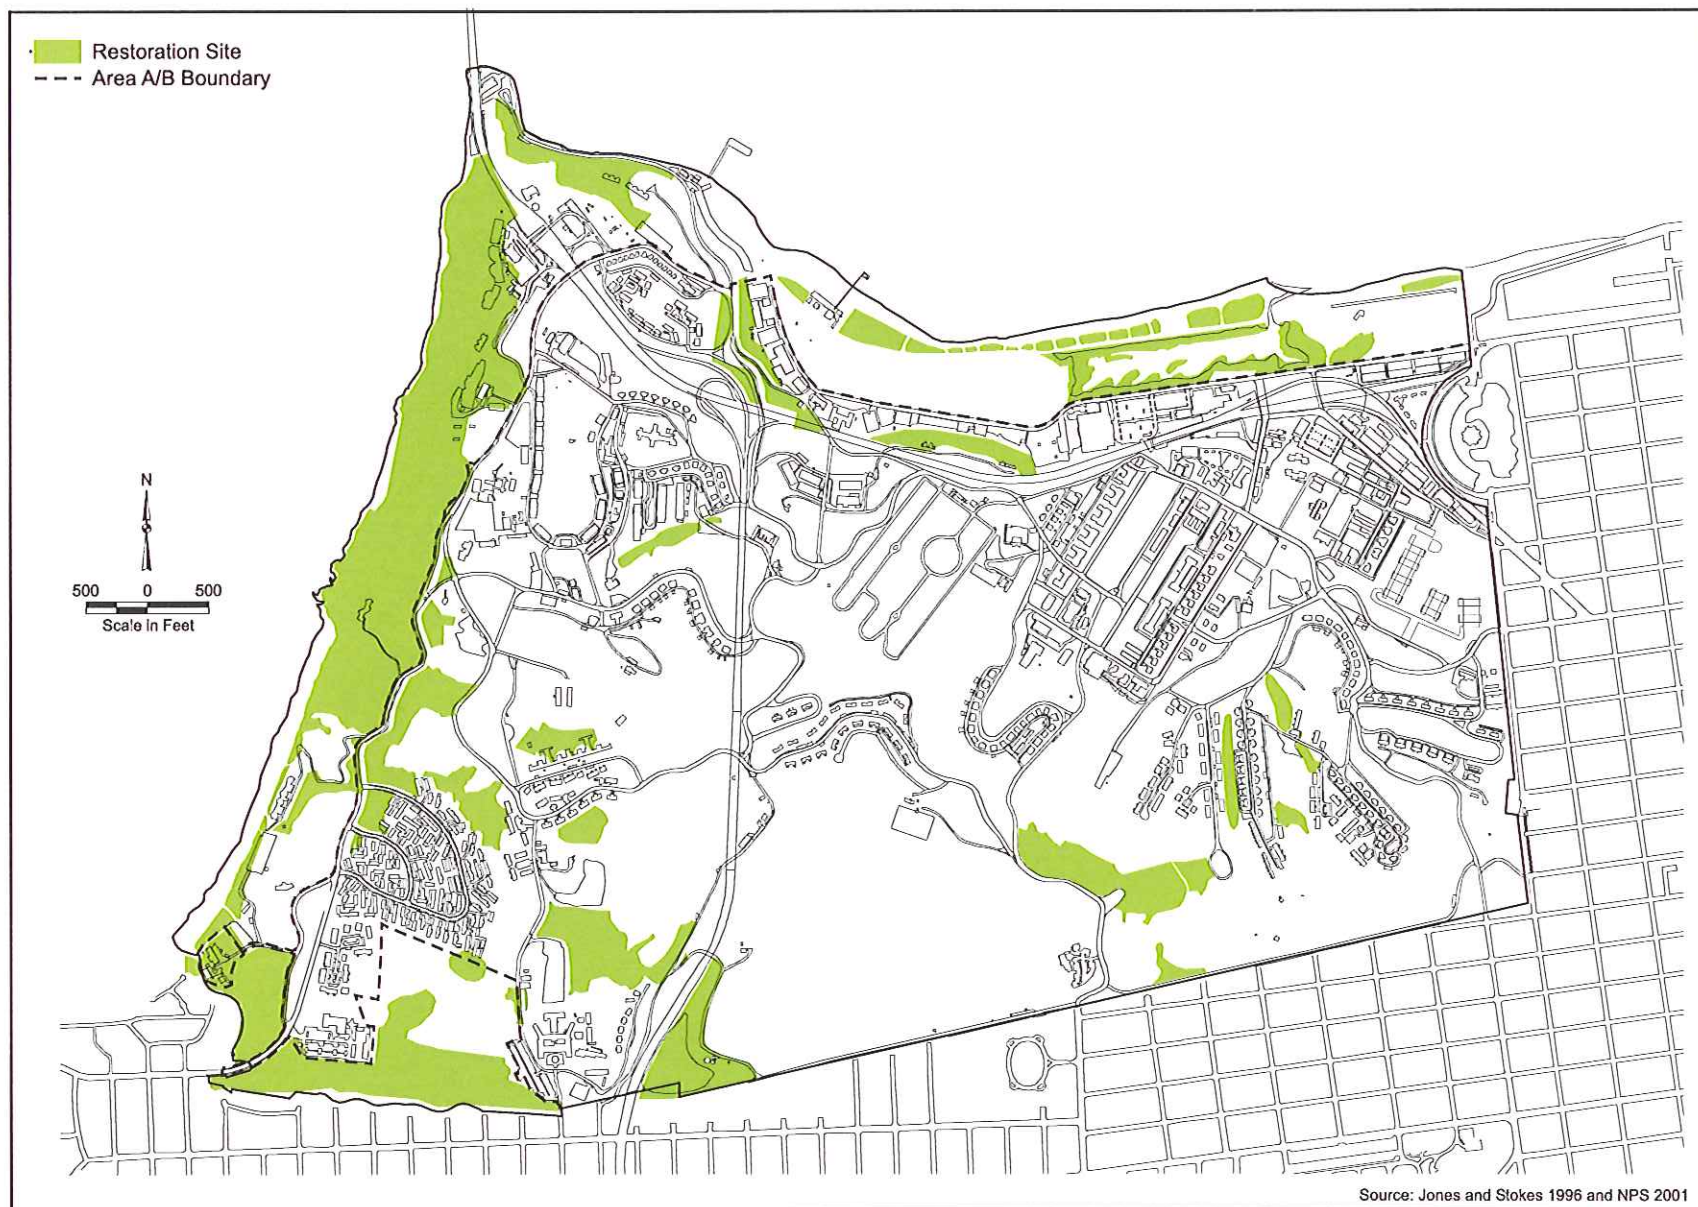 Restoration Site
Area A/B Boundary
N
500 0 500
Scale in Feet
Source: Jones and Stokes 1996 and NPS 2001